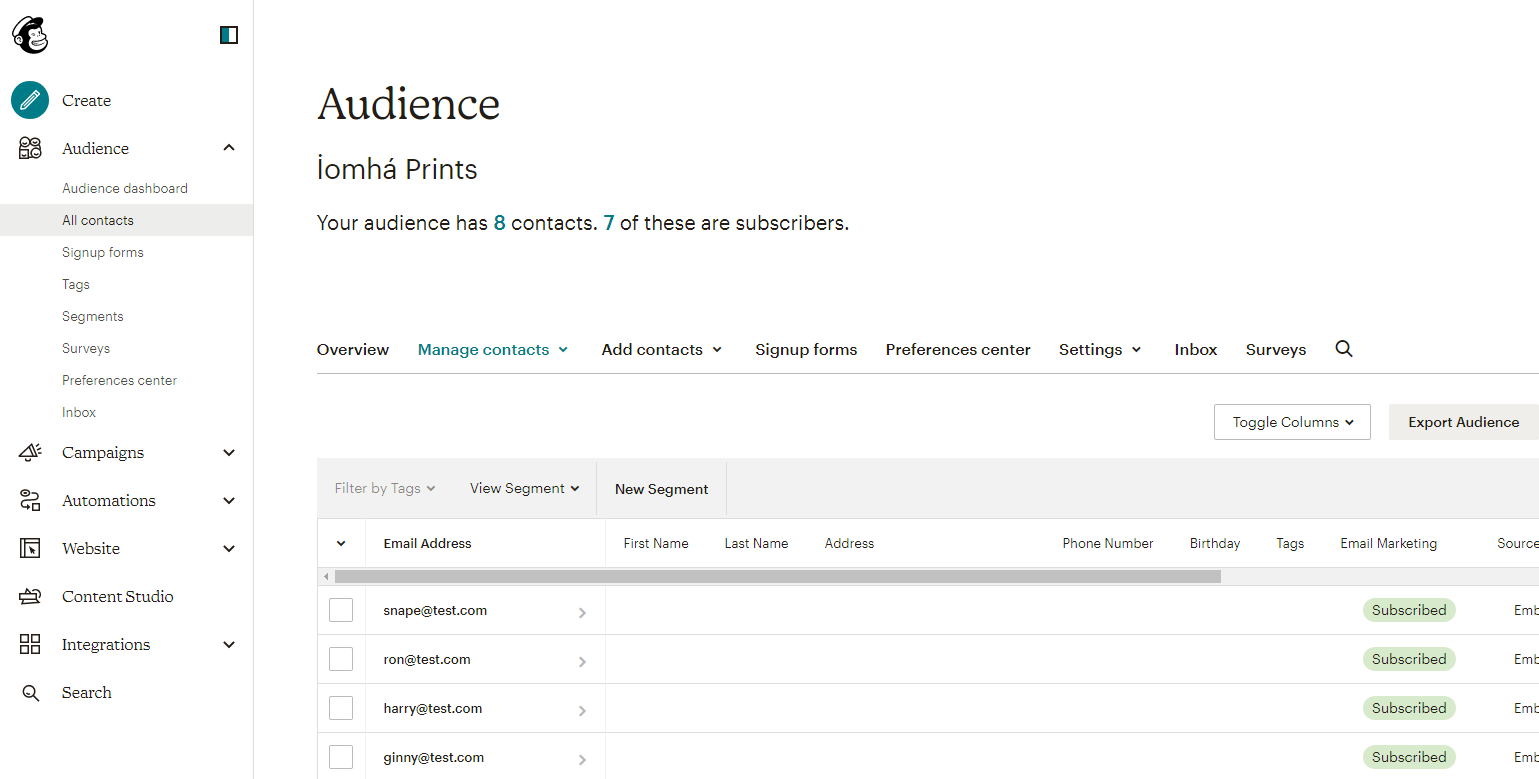 Create
Audience
Audience dashboard
All contacts
Signup forms
Tags
Segments
Surveys
Preferences center
Inbox
Campaigns
Automations
Website
Content Studio
Integrations
Search
Audience
Íomhá Prints
Your audience has 8 contacts. 7 of these are subscribers.
Overview Manage contacts Add contacts Signup forms Preferences center Settings Inbox Surveys
Toggle Columns Export Audience
Filter by Tags View Segment New Segment
Email Address First Name Last Name Address Phone Number Birthday Tags Email Marketing Source
snape@test.com Subscribed Emb
ron@test.com Subscribed Emb
harry@test.com Subscribed Emb
ginny@test.com Subscribed Emb